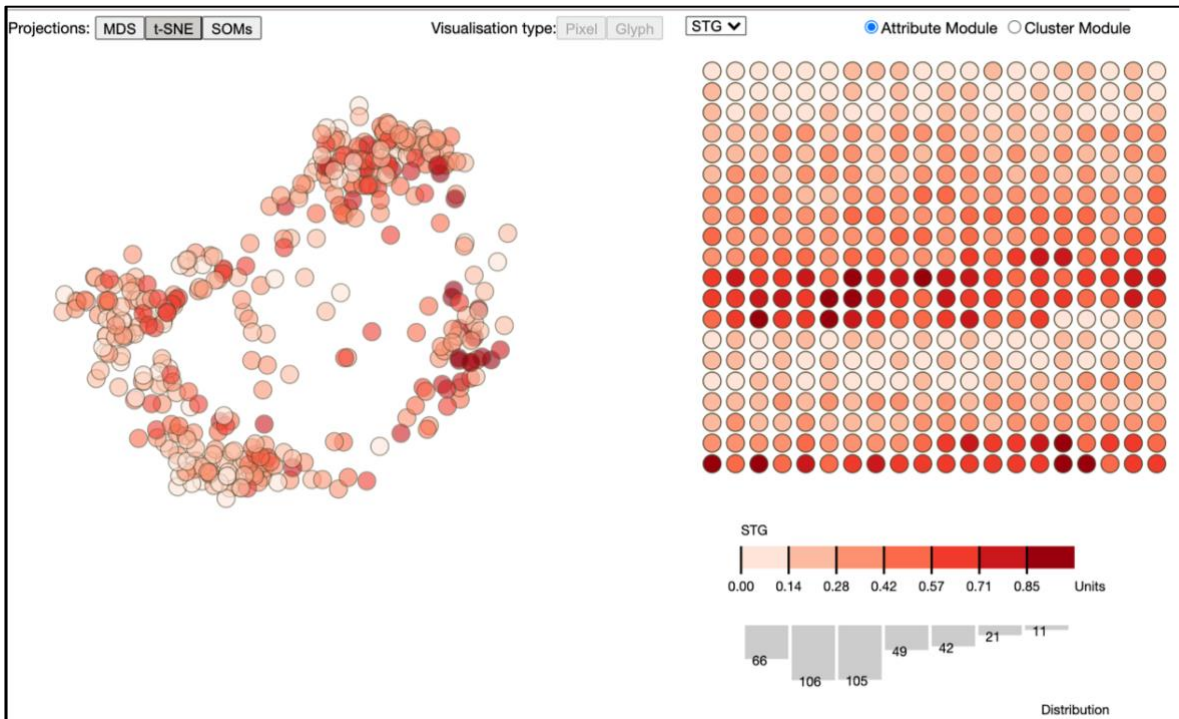 Projections: MDS t-SNE SOMs Visualisation type: Pixel Glyph STG Attribute Module Cluster Module
STG
0.00 0.14 0.28 0.42 0.57 0.71 0.85 Units
66 106 105 49 42 21 11
Distribution